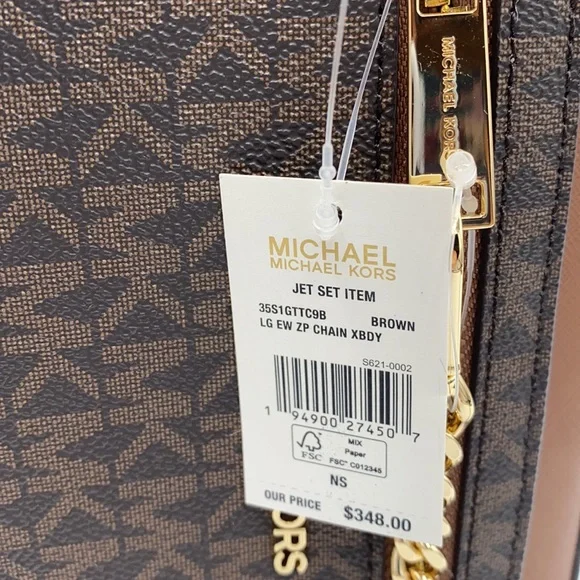 MICHAEL KORS
MICHAEL
MICHAEL KORS
JET SET ITEM
35S1GTTC9B BROWN
LG EW ZP CHAIN XBDY
S621-0002
1 94900 27450 7
FSC
MIX
Paper
FSC® C012345
NS
OUR PRICE $348.00
ORS